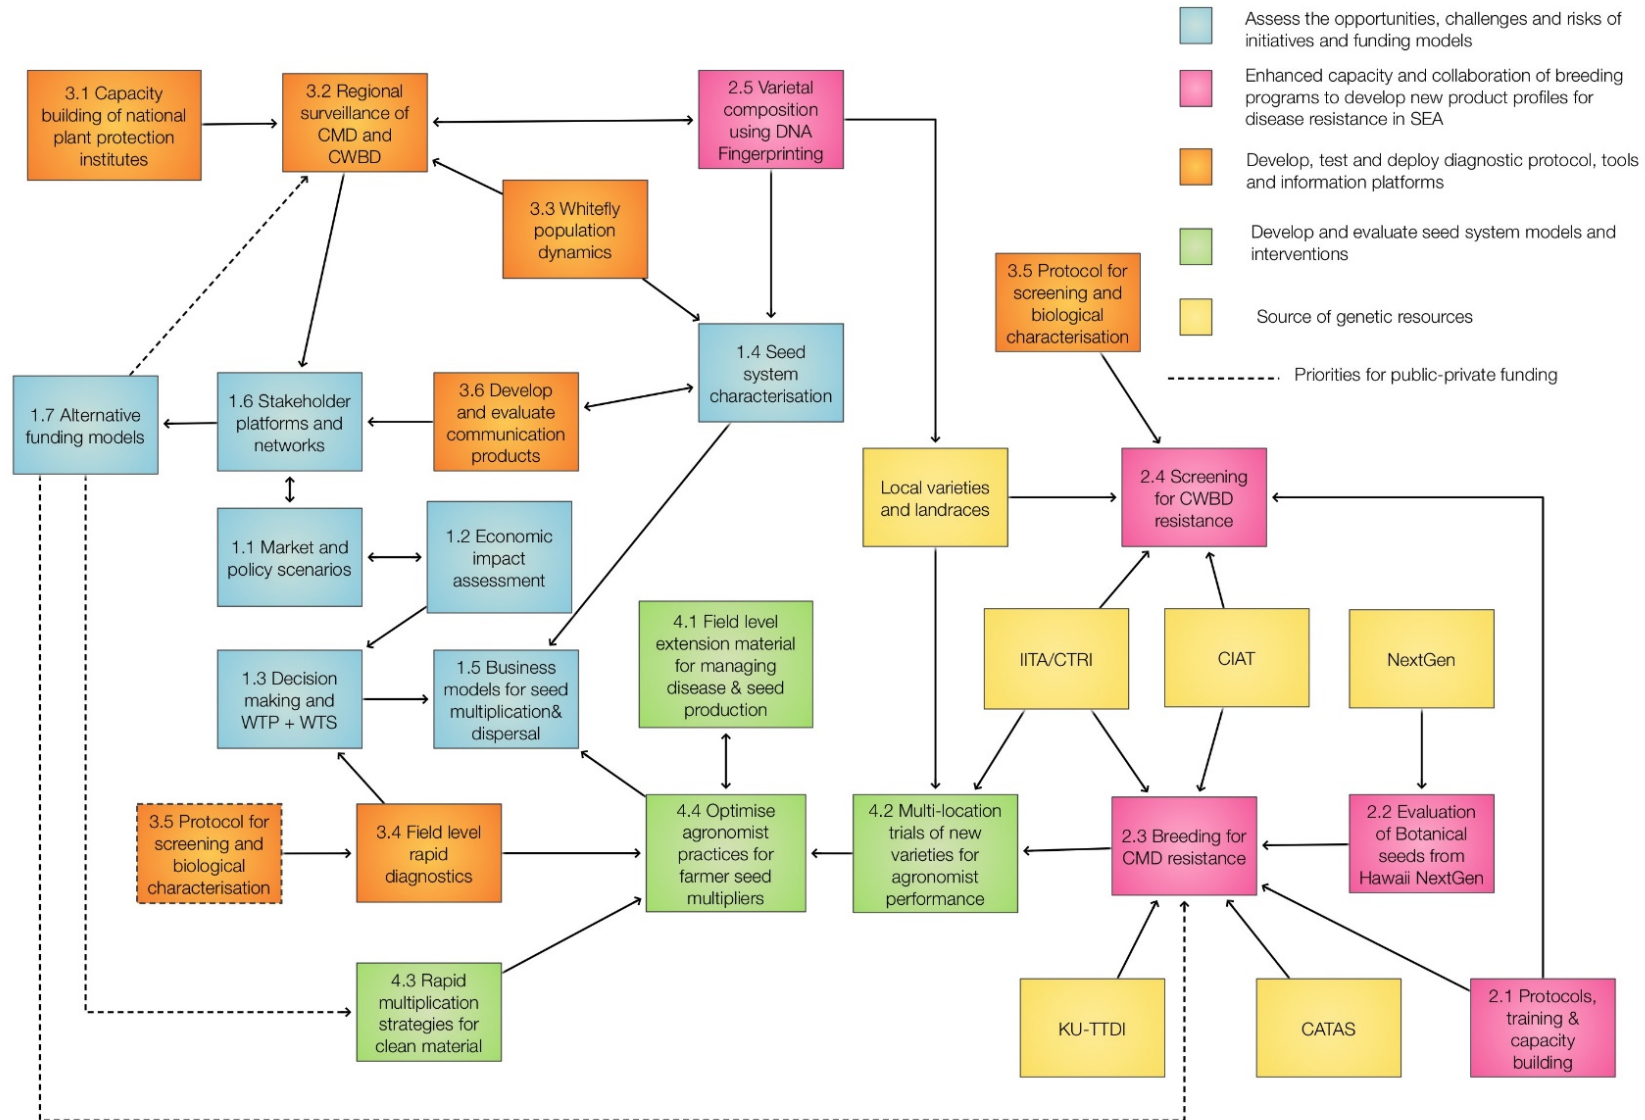 Assess the opportunities, challenges and risks of
initiatives and funding models
Enhanced capacity and collaboration of breeding
programs to develop new product profiles for
disease resistance in SEA
Develop, test and deploy diagnostic protocol, tools
and information platforms
Develop and evaluate seed system models and
interventions
Source of genetic resources
Priorities for public-private funding
3.1 Capacity
building of national
plant protection
institutes
3.2 Regional
surveillance of
CMD and
CWBD
2.5 Varietal
composition
using DNA
Fingerprinting
3.3 Whitefly
population
dynamics
3.5 Protocol for
screening and
biological
characterisation
1.4 Seed
system
characterisation
1.7 Alternative
funding models
1.6 Stakeholder
platforms and
networks
3.6 Develop
and evaluate
communication
products
Local varieties
and landraces
2.4 Screening
for CWBD
resistance
1.1 Market and
policy scenarios
1.2 Economic
impact
assessment
4.1 Field level
extension material
for managing
disease & seed
production
IITA/CTRI
CIAT
NextGen
1.3 Decision
making and
WTP + WTS
1.5 Business
models for seed
multiplication&
dispersal
3.5 Protocol for
screening and
biological
characterisation
3.4 Field level
rapid
diagnostics
4.4 Optimise
agronomist
practices for
farmer seed
multipliers
4.2 Multi-location
trials of new
varieties for
agronomist
performance
2.3 Breeding for
CMD resistance
2.2 Evaluation
of Botanical
seeds from
Hawaii NextGen
4.3 Rapid
multiplication
strategies for
clean material
KU-TTDI
CATAS
2.1 Protocols,
training &
capacity
building